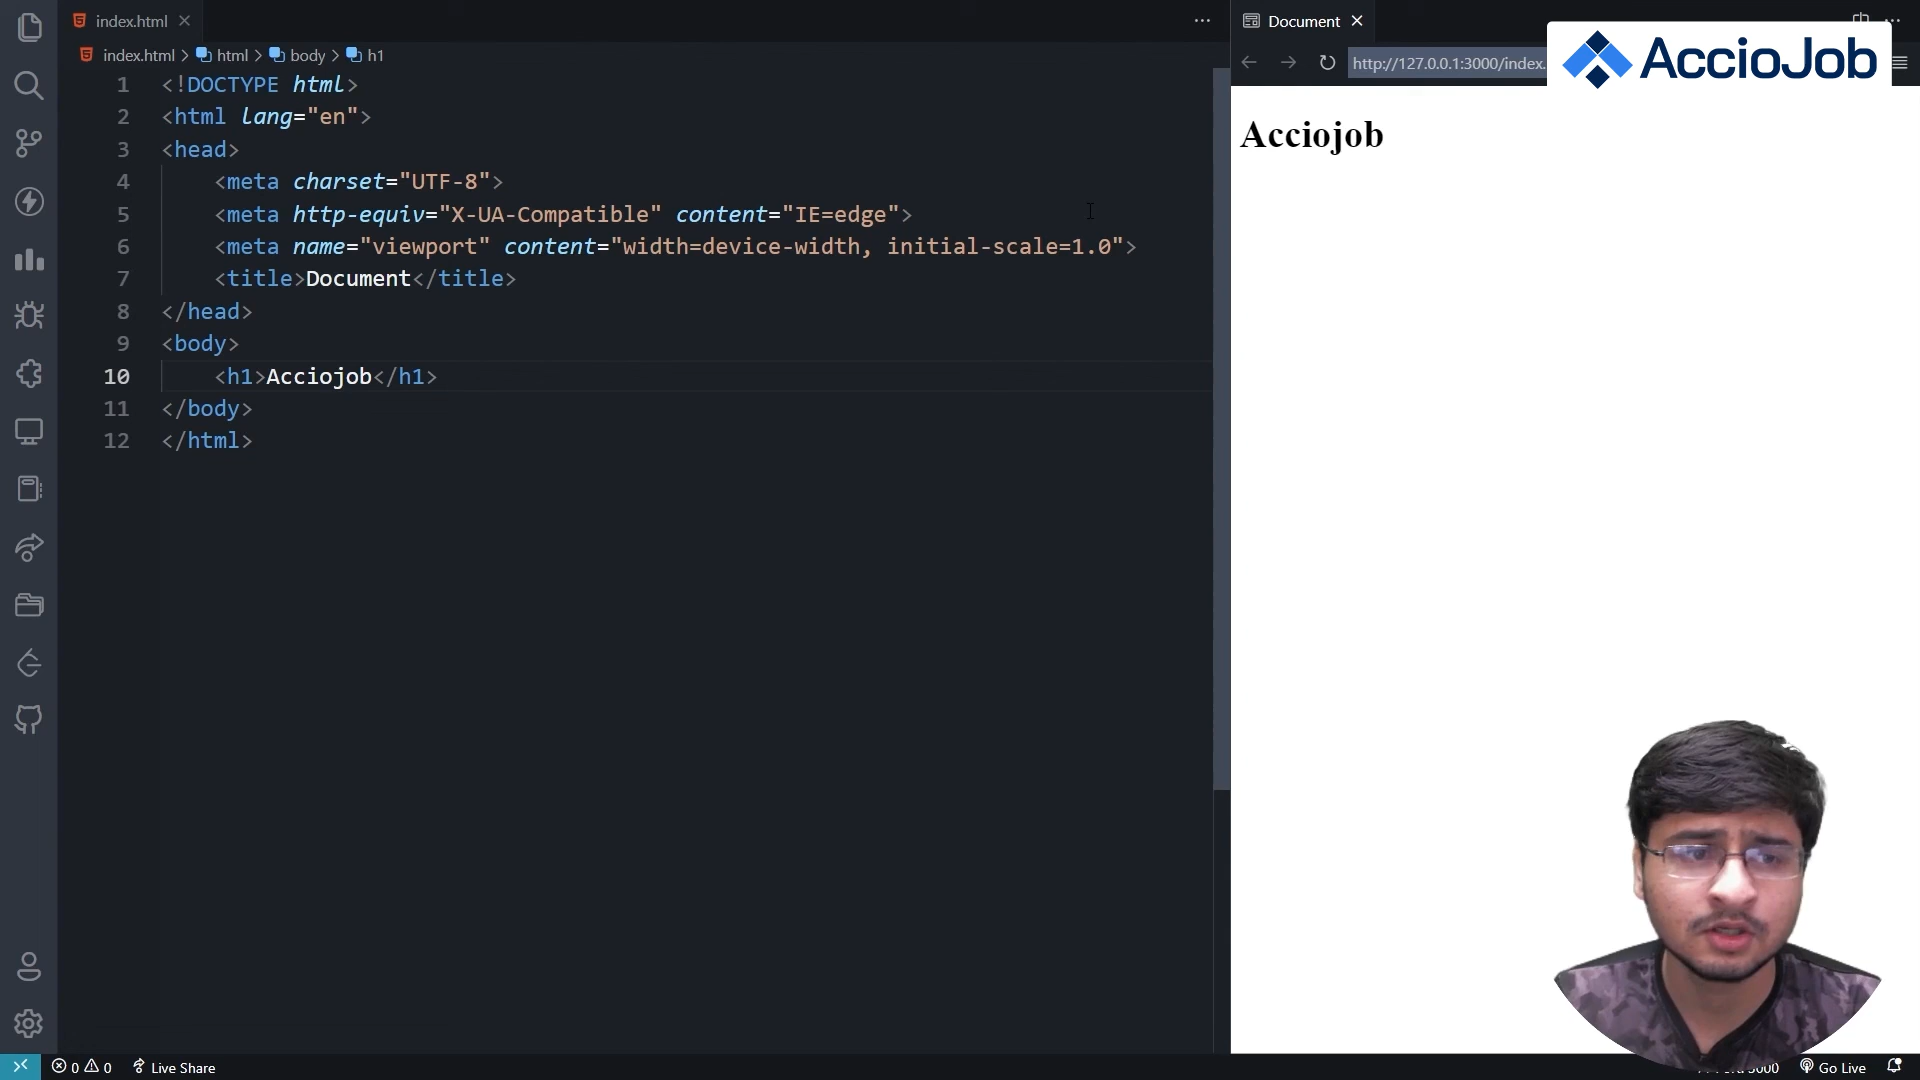 index.html
index.html > html > body > h1
1 <!DOCTYPE html>
2 <html lang="en">
3 <head>
4 <meta charset="UTF-8">
5 <meta http-equiv="X-UA-Compatible" content="IE=edge">
6 <meta name="viewport" content="width=device-width, initial-scale=1.0">
7 <title>Document</title>
8 </head>
9 <body>
10 <h1>Acciojob</h1>
11 </body>
12 </html>
Document
http://127.0.0.1:3000/index.
AccioJob
Acciojob
0 0 Live Share
Go Live